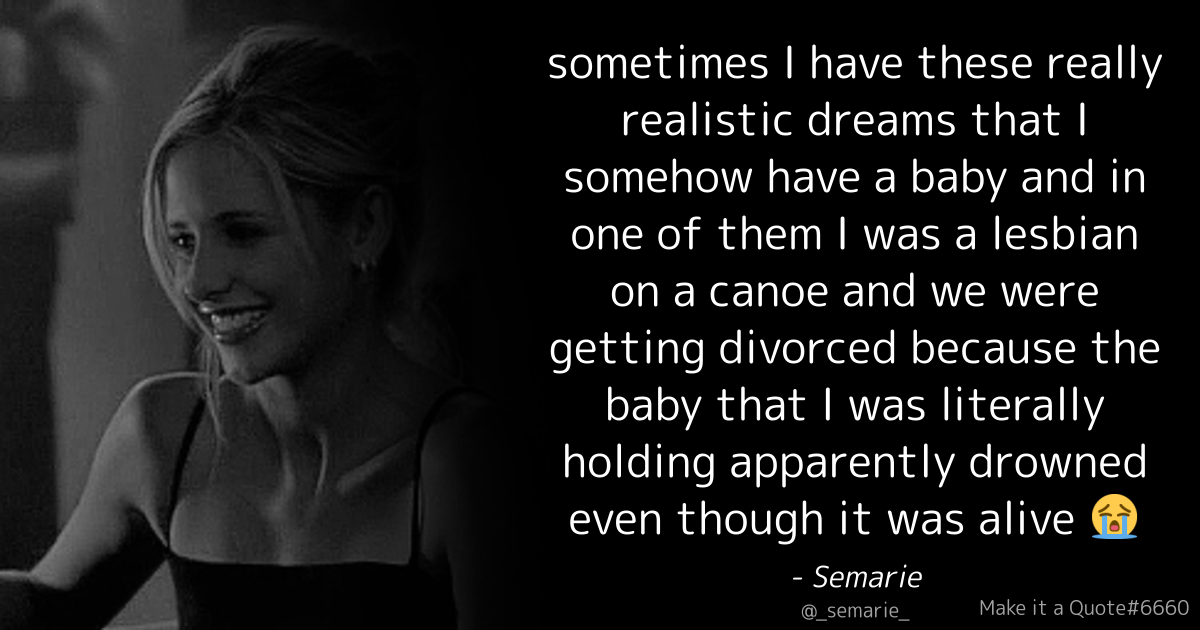 sometimes I have these really
realistic dreams that I
somehow have a baby and in
one of them I was a lesbian
on a canoe and we were
getting divorced because the
baby that I was literally
holding apparently drowned
even though it was alive 😭
- Semarie
@_semarie_
Make it a Quote#6660